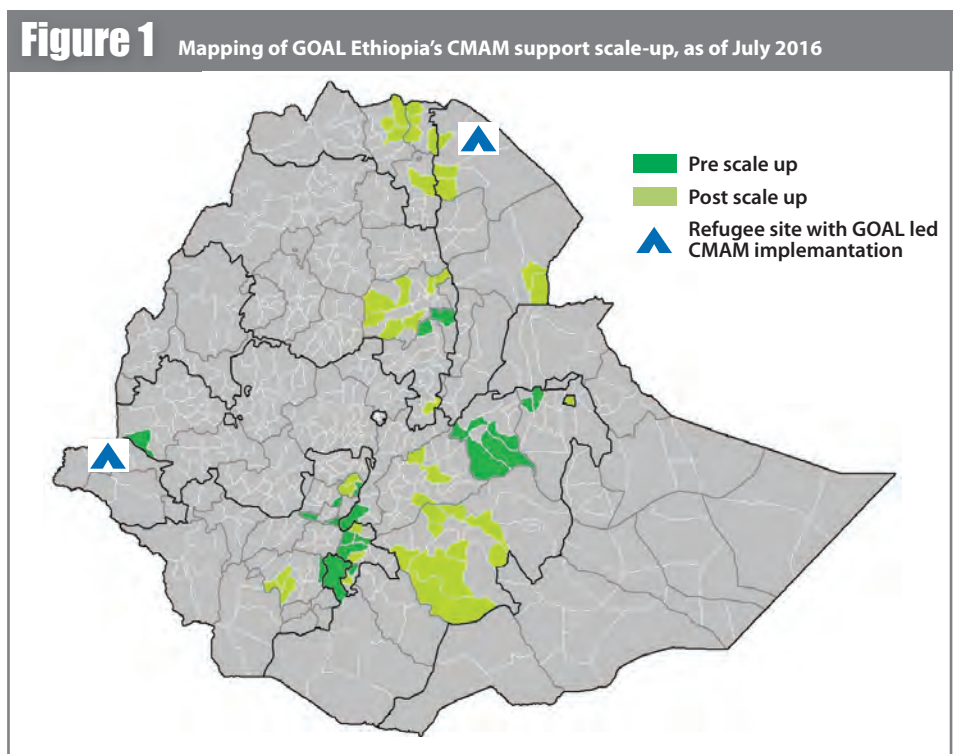 Figure 1 Mapping of GOAL Ethiopia's CMAM support scale-up, as of July 2016
Pre scale up
Post scale up
Refugee site with GOAL led
CMAM implemantation